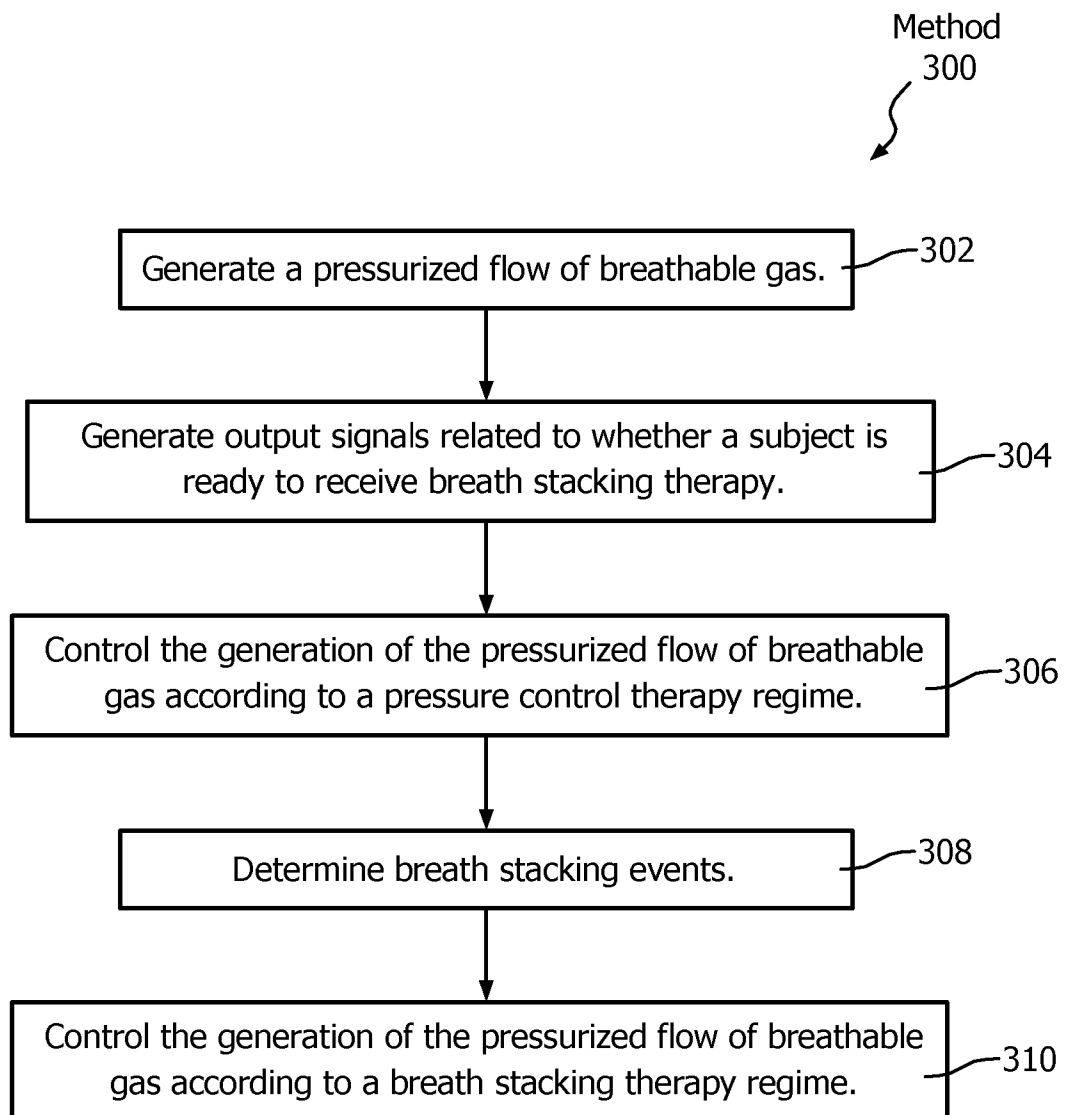 Method
300
Generate a pressurized flow of breathable gas.
302
Generate output signals related to whether a subject is
ready to receive breath stacking therapy.
304
Control the generation of the pressurized flow of breathable
gas according to a pressure control therapy regime.
306
Determine breath stacking events.
308
Control the generation of the pressurized flow of breathable
gas according to a breath stacking therapy regime.
310